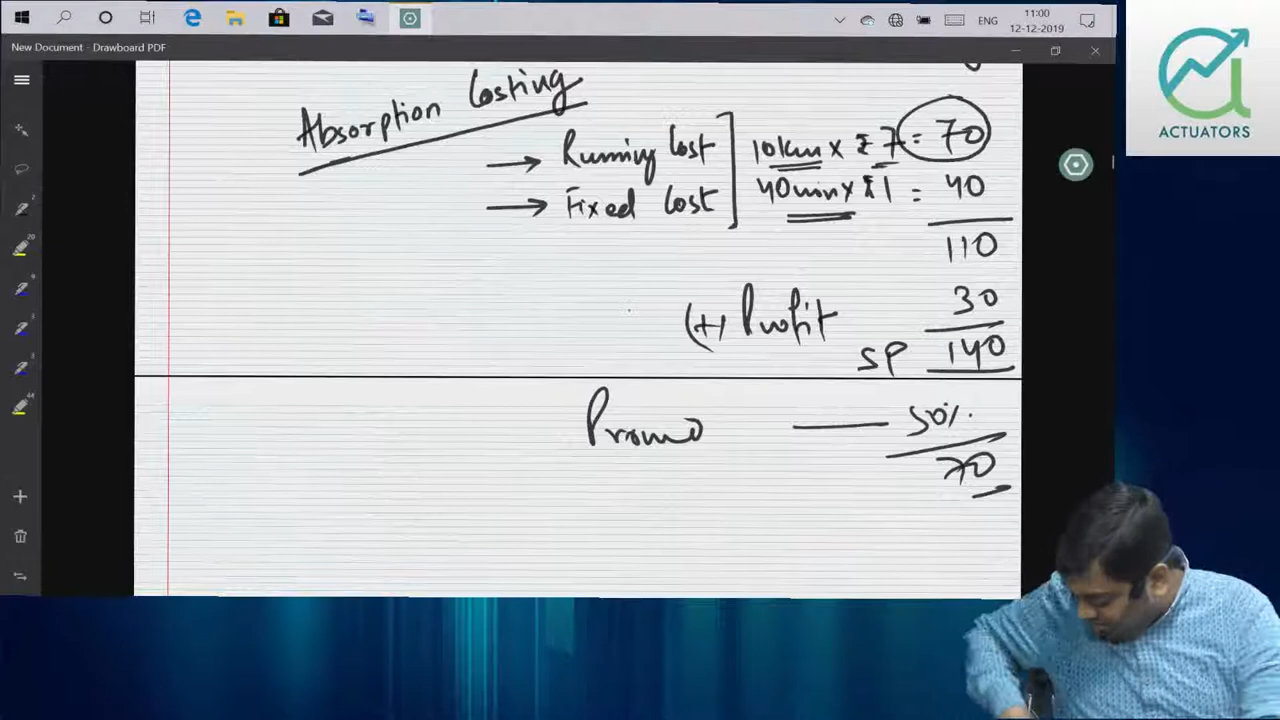 ENG
11:00
12-12-2019
New Document - Drawboard PDF
ACTUATORS
Absorption Costing
→ Running Cost 10km x ₹7 = 70
→ Fixed Cost 40min x ₹1 = 40
110
(+) Profit 30
SP 140
Promo — 50%.
70